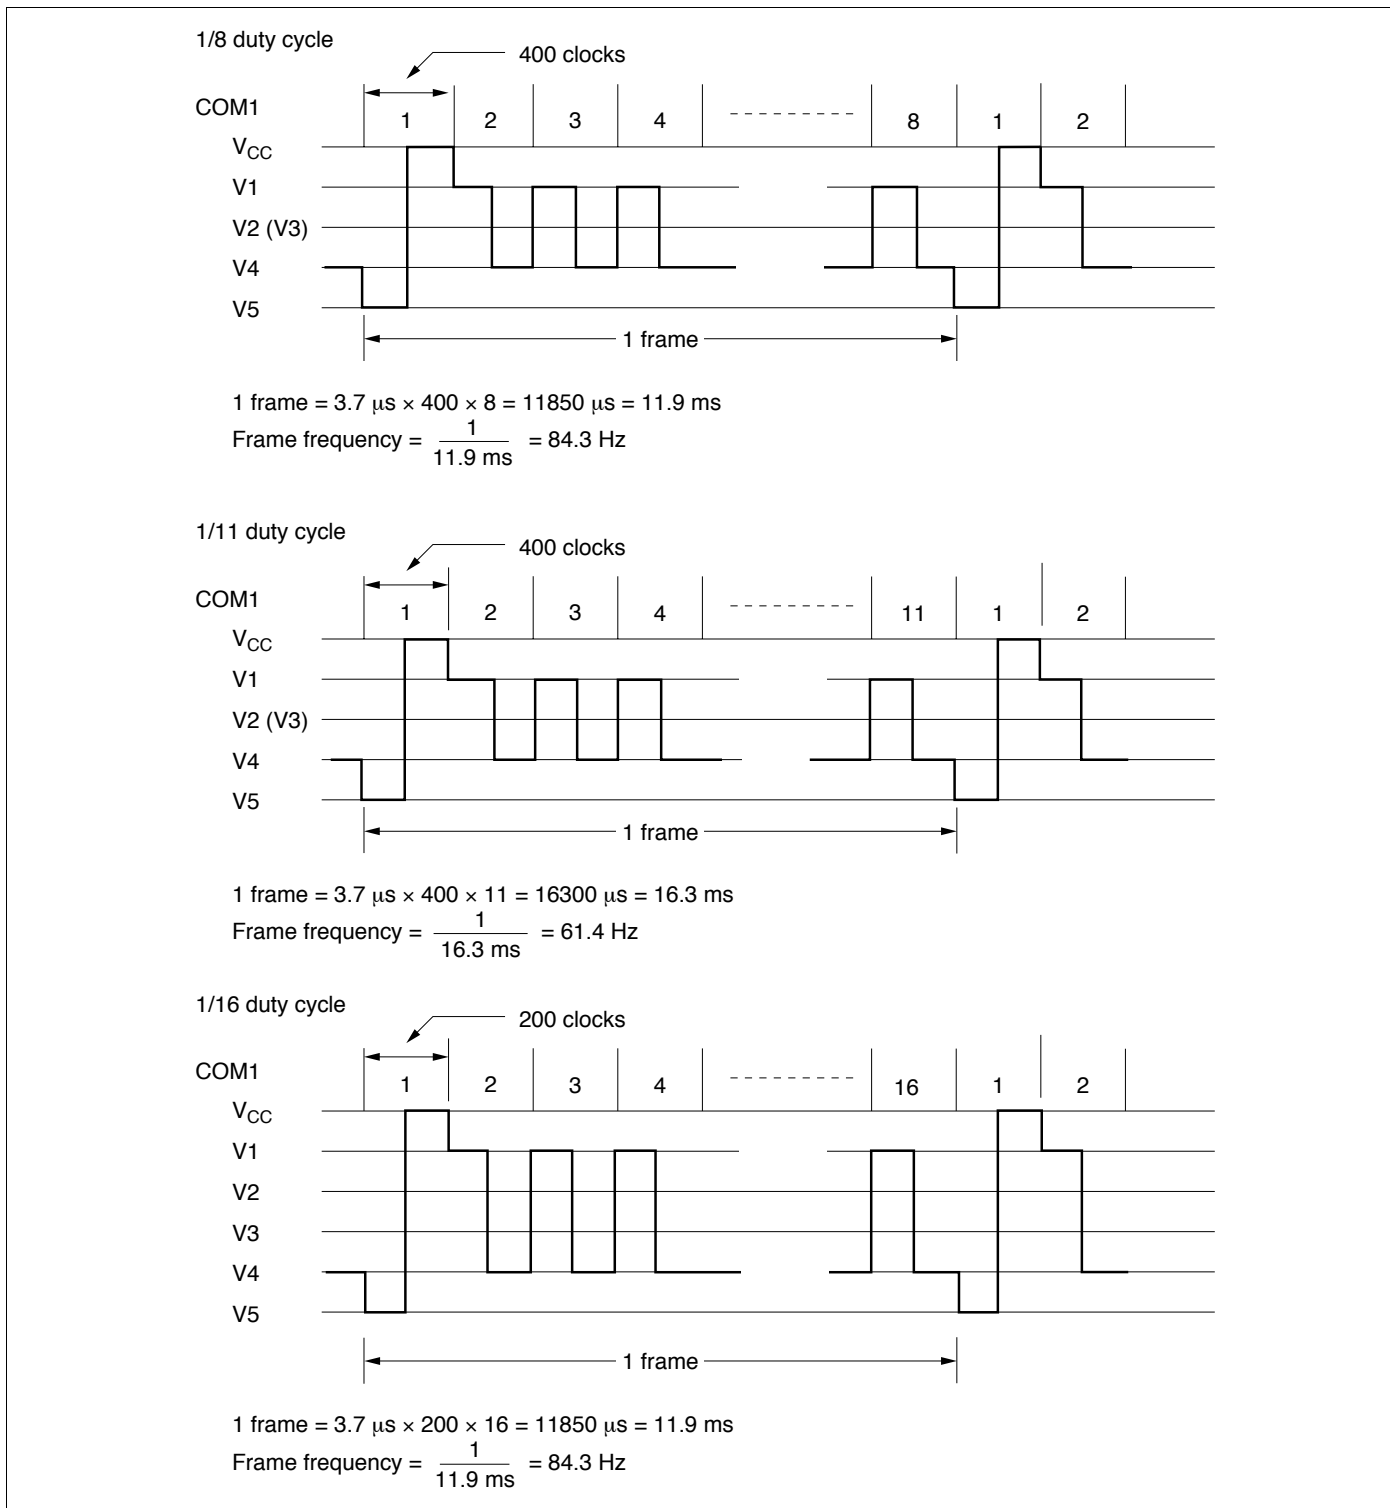 1/8 duty cycle
400 clocks
COM1
1 2 3 4 8 1 2
VCC
V1
V2 (V3)
V4
V5
1 frame
1 frame = 3.7 μs × 400 × 8 = 11850 μs = 11.9 ms
Frame frequency = 1 / 11.9 ms = 84.3 Hz
1/11 duty cycle
400 clocks
COM1
1 2 3 4 11 1 2
VCC
V1
V2 (V3)
V4
V5
1 frame
1 frame = 3.7 μs × 400 × 11 = 16300 μs = 16.3 ms
Frame frequency = 1 / 16.3 ms = 61.4 Hz
1/16 duty cycle
200 clocks
COM1
1 2 3 4 16 1 2
VCC
V1
V2
V3
V4
V5
1 frame
1 frame = 3.7 μs × 200 × 16 = 11850 μs = 11.9 ms
Frame frequency = 1 / 11.9 ms = 84.3 Hz